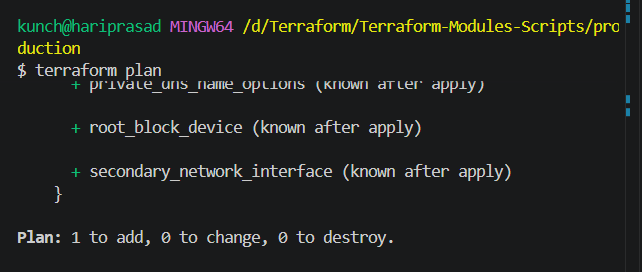 kunch@hariprasad MINGW64 /d/Terraform/Terraform-Modules-Scripts/pro
duction
$ terraform plan
+ private_dns_name_options (known after apply)
+ root_block_device (known after apply)
+ secondary_network_interface (known after apply)
}
Plan: 1 to add, 0 to change, 0 to destroy.